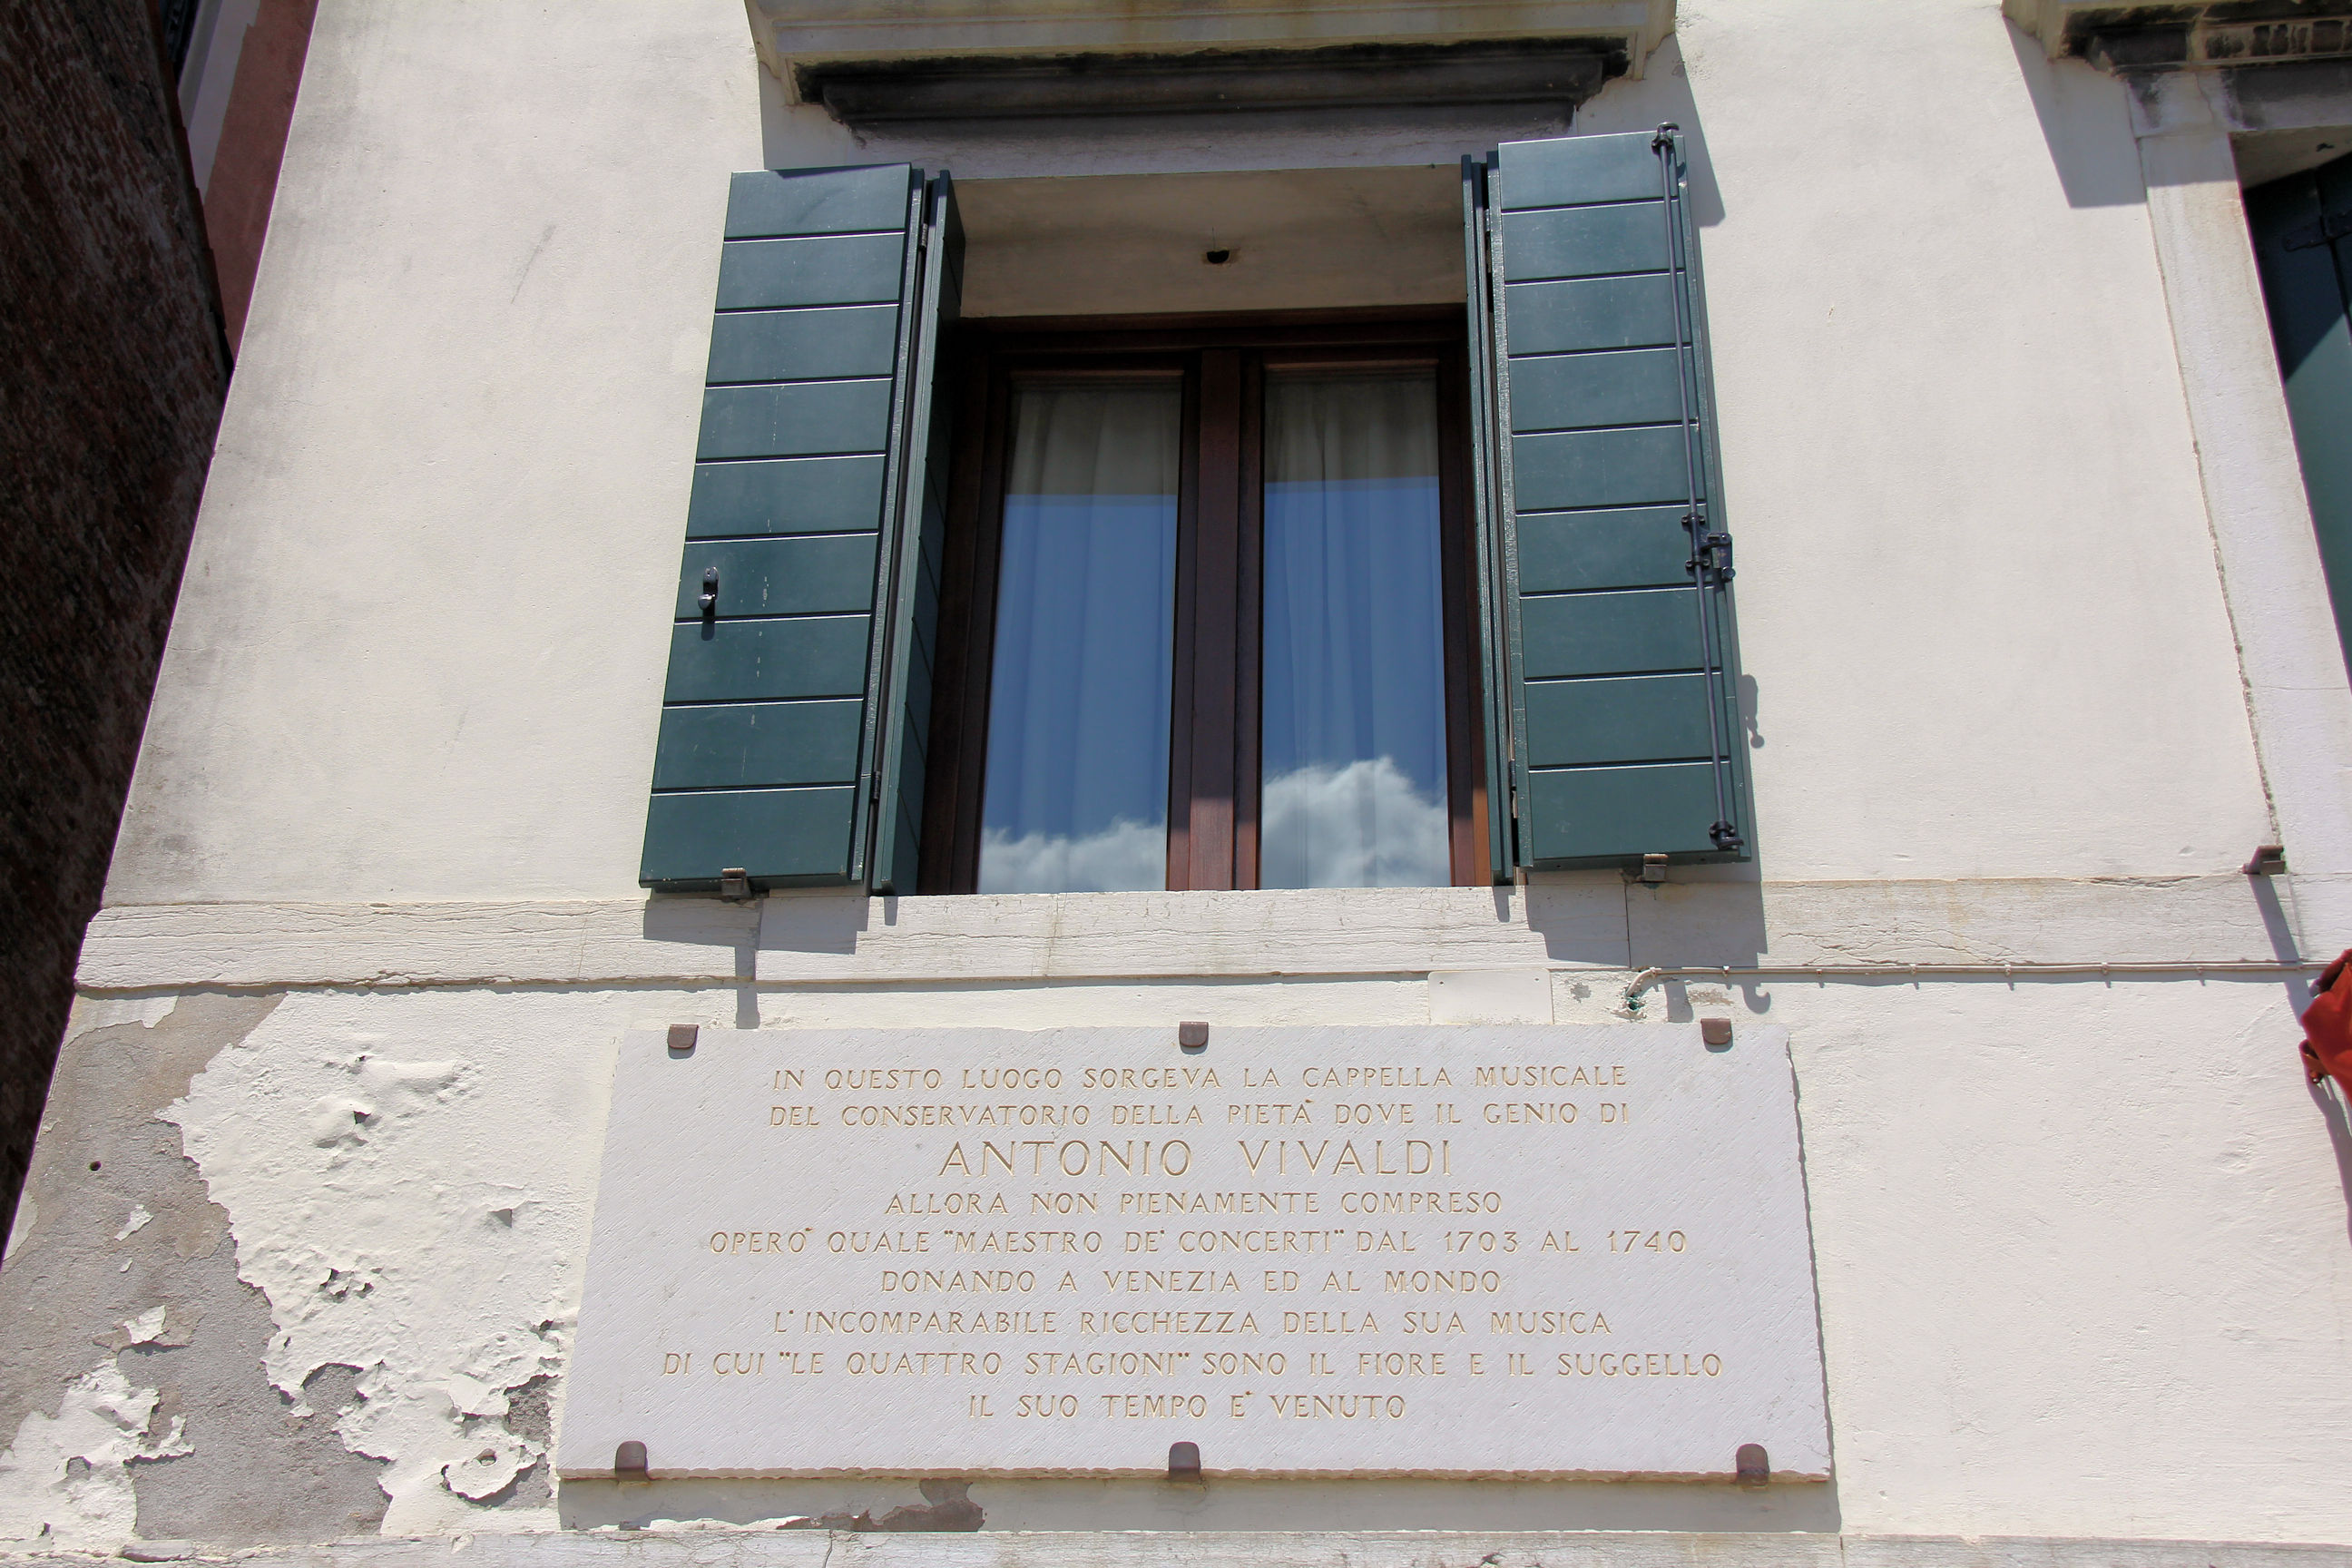 IN QUESTO LUOGO SORGEVA LA CAPPELLA MUSICALE
DEL CONSERVATORIO DELLA PIETÀ DOVE IL GENIO DI
ANTONIO VIVALDI
ALLORA NON PIENAMENTE COMPRESO
OPERÒ QUALE "MAESTRO DE' CONCERTI" DAL 1703 AL 1740
DONANDO A VENEZIA ED AL MONDO
L'INCOMPARABILE RICCHEZZA DELLA SUA MUSICA
DI CUI "LE QUATTRO STAGIONI" SONO IL FIORE E IL SUGGELLO
IL SUO TEMPO È VENUTO